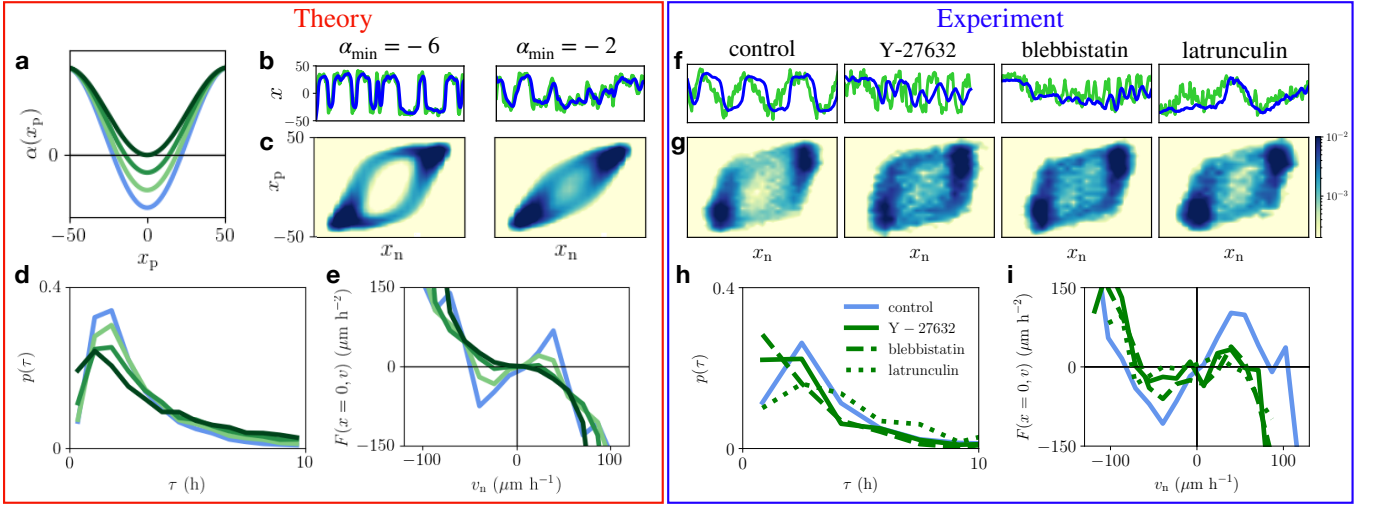 Theory
Experiment
a
α(x_p)
0
−50
0
50
x_p
b
α_min = − 6
α_min = − 2
x
50
0
−50
c
x_p
50
−50
x_n
x_n
d
p(τ)
0.4
0
0
10
τ (h)
e
F(x = 0, v) (μm h⁻²)
150
0
−150
−100
0
100
v_n (μm h⁻¹)
f
control
Y-27632
blebbistatin
latrunculin
g
10⁻²
10⁻³
x_n
x_n
x_n
x_n
h
p(τ)
0.4
0
0
10
τ (h)
control
Y − 27632
blebbistatin
latrunculin
i
F(x = 0, v) (μm h⁻²)
150
0
−150
−100
0
100
v_n (μm h⁻¹)